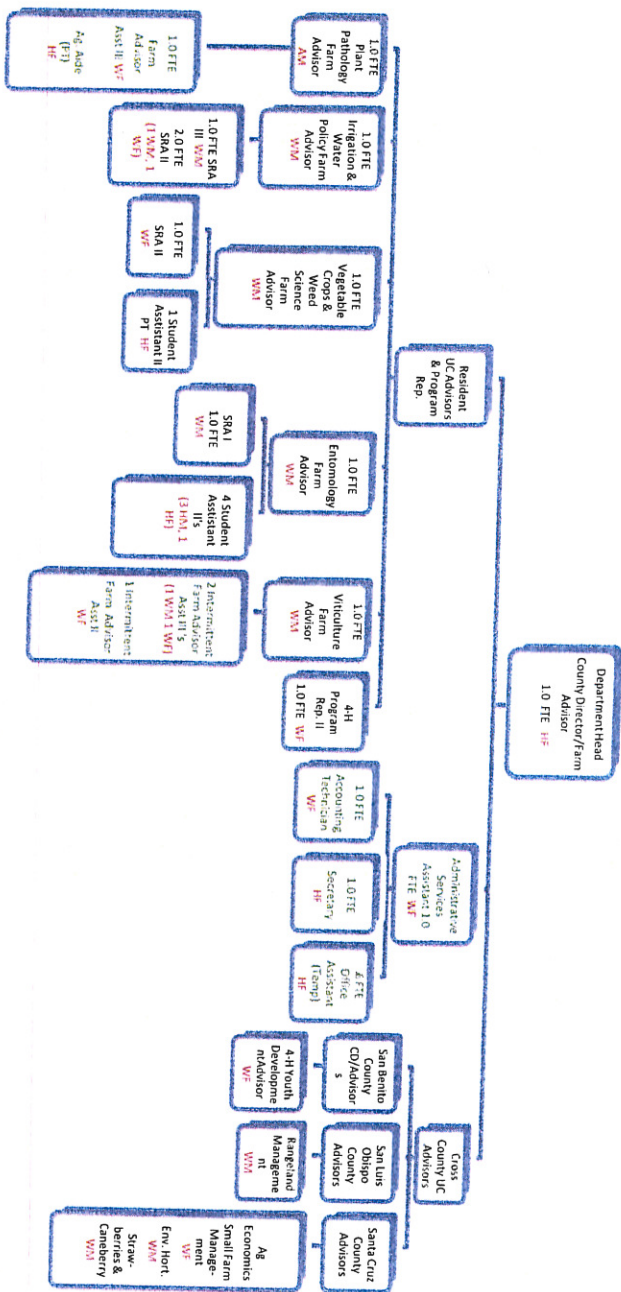 Department Head
County Director/Farm
Advisor
1.0 FTE HF
Resident
UC Advisors
& Program
Rep.
1.0 FTE
Plant
Pathology
Farm
Advisor
AM
1.0 FTE
Farm
Advisor
Asst III WF
Ag. Aide
(PT)
HF
1.0 FTE
Irrigation &
Water
Policy Farm
Advisor
WM
1.0 FTE SRA
III WM
2.0 FTE
SRA II
(1 WM, 1
WF)
1.0 FTE
Vegetable
Crops &
Weed
Science
Farm
Advisor
WM
1.0 FTE
SRA II
WF
1 Student
Asstistant II
PT HF
1.0 FTE
Entomology
Farm
Advisor
WM
SRA I
1.0 FTE
WM
4 Student
Asstistant
II's
(3 HM, 1
HF)
1.0 FTE
Viticulture
Farm
Advisor
WM
2 Intermittent
Farm Advisor
Asst III's
(1 WM 1 WF)
1 Intermittent
Farm Advisor
Asst II
WF
4-H
Program
Rep. II
1.0 FTE WF
Administrative
Services
Assistant 1.0
FTE WF
1.0 FTE
Accounting
Technician
WF
1.0 FTE
Secretary
HF
FTE
Office
Assistant
(Temp)
HF
Cross
County UC
Advisors
San Benito
County
CD/Advisor
s
4-H Youth
Developme
ntAdvisor
WF
San Luis
Obispo
County
Advisors
Rangeland
Manageme
nt
WM
Santa Cruz
County
Advisors
Ag
Economics
Small Farm
Manage-
ment
WF
Env. Hort.
WM
Straw-
berries &
Caneberry
WM